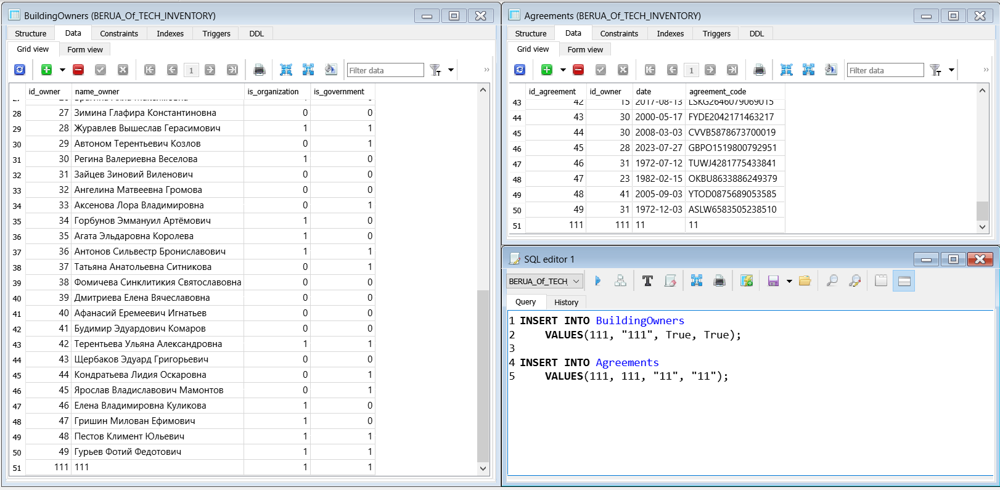 BuildingOwners (BERUA_Of_TECH_INVENTORY)
Structure Data Constraints Indexes Triggers DDL
Grid view Form view
1 Filter data »
id_owner name_owner is_organization is_government
28 27 Зимина Глафира Константиновна 0 0
29 28 Журавлев Вышеслав Герасимович 1 1
30 29 Автоном Терентьевич Козлов 0 1
31 30 Регина Валериевна Веселова 1 0
32 31 Зайцев Зиновий Виленович 0 0
33 32 Ангелина Матвеевна Громова 0 0
34 33 Аксенова Лора Владимировна 0 1
35 34 Горбунов Эммануил Артёмович 1 0
36 35 Агата Эльдаровна Королева 1 0
37 36 Антонов Сильвестр Брониславович 1 1
38 37 Татьяна Анатольевна Ситникова 0 1
39 38 Фомичева Синклитикия Святославовна 0 0
40 39 Дмитриева Елена Вячеславовна 0 0
41 40 Афанасий Еремеевич Игнатьев 0 0
42 41 Будимир Эдуардович Комаров 0 0
43 42 Терентьева Ульяна Александровна 1 1
44 43 Щербаков Эдуард Григорьевич 0 0
45 44 Кондратьева Лидия Оскаровна 0 1
46 45 Ярослав Владиславович Мамонтов 0 1
47 46 Елена Владимировна Куликова 1 0
48 47 Гришин Милован Ефимович 1 0
49 48 Пестов Климент Юльевич 1 1
50 49 Гурьев Фотий Федотович 1 1
51 111 111 1 1
Agreements (BERUA_Of_TECH_INVENTORY)
Structure Data Constraints Indexes Triggers DDL
Grid view Form view
1 Filter data »
id_agreement id_owner date agreement_code
43 42 15 2017-08-13 LSKG2646079069015
44 43 30 2000-05-17 FYDE2042171463217
45 44 30 2008-03-03 CVVB5878673700019
46 45 28 2023-07-27 GBPO1519800792951
47 46 31 1972-07-12 TUWJ4281775433841
48 47 23 1982-02-15 OKBU8633886249379
49 48 41 2005-09-03 YTOD0875689053585
50 49 31 1972-12-03 ASLW6583505238510
51 111 111 11 11
SQL editor 1
BERUA_Of_TECH_
Query History
1 INSERT INTO BuildingOwners
2 VALUES(111, "111", True, True);
3
4 INSERT INTO Agreements
5 VALUES(111, 111, "11", "11");